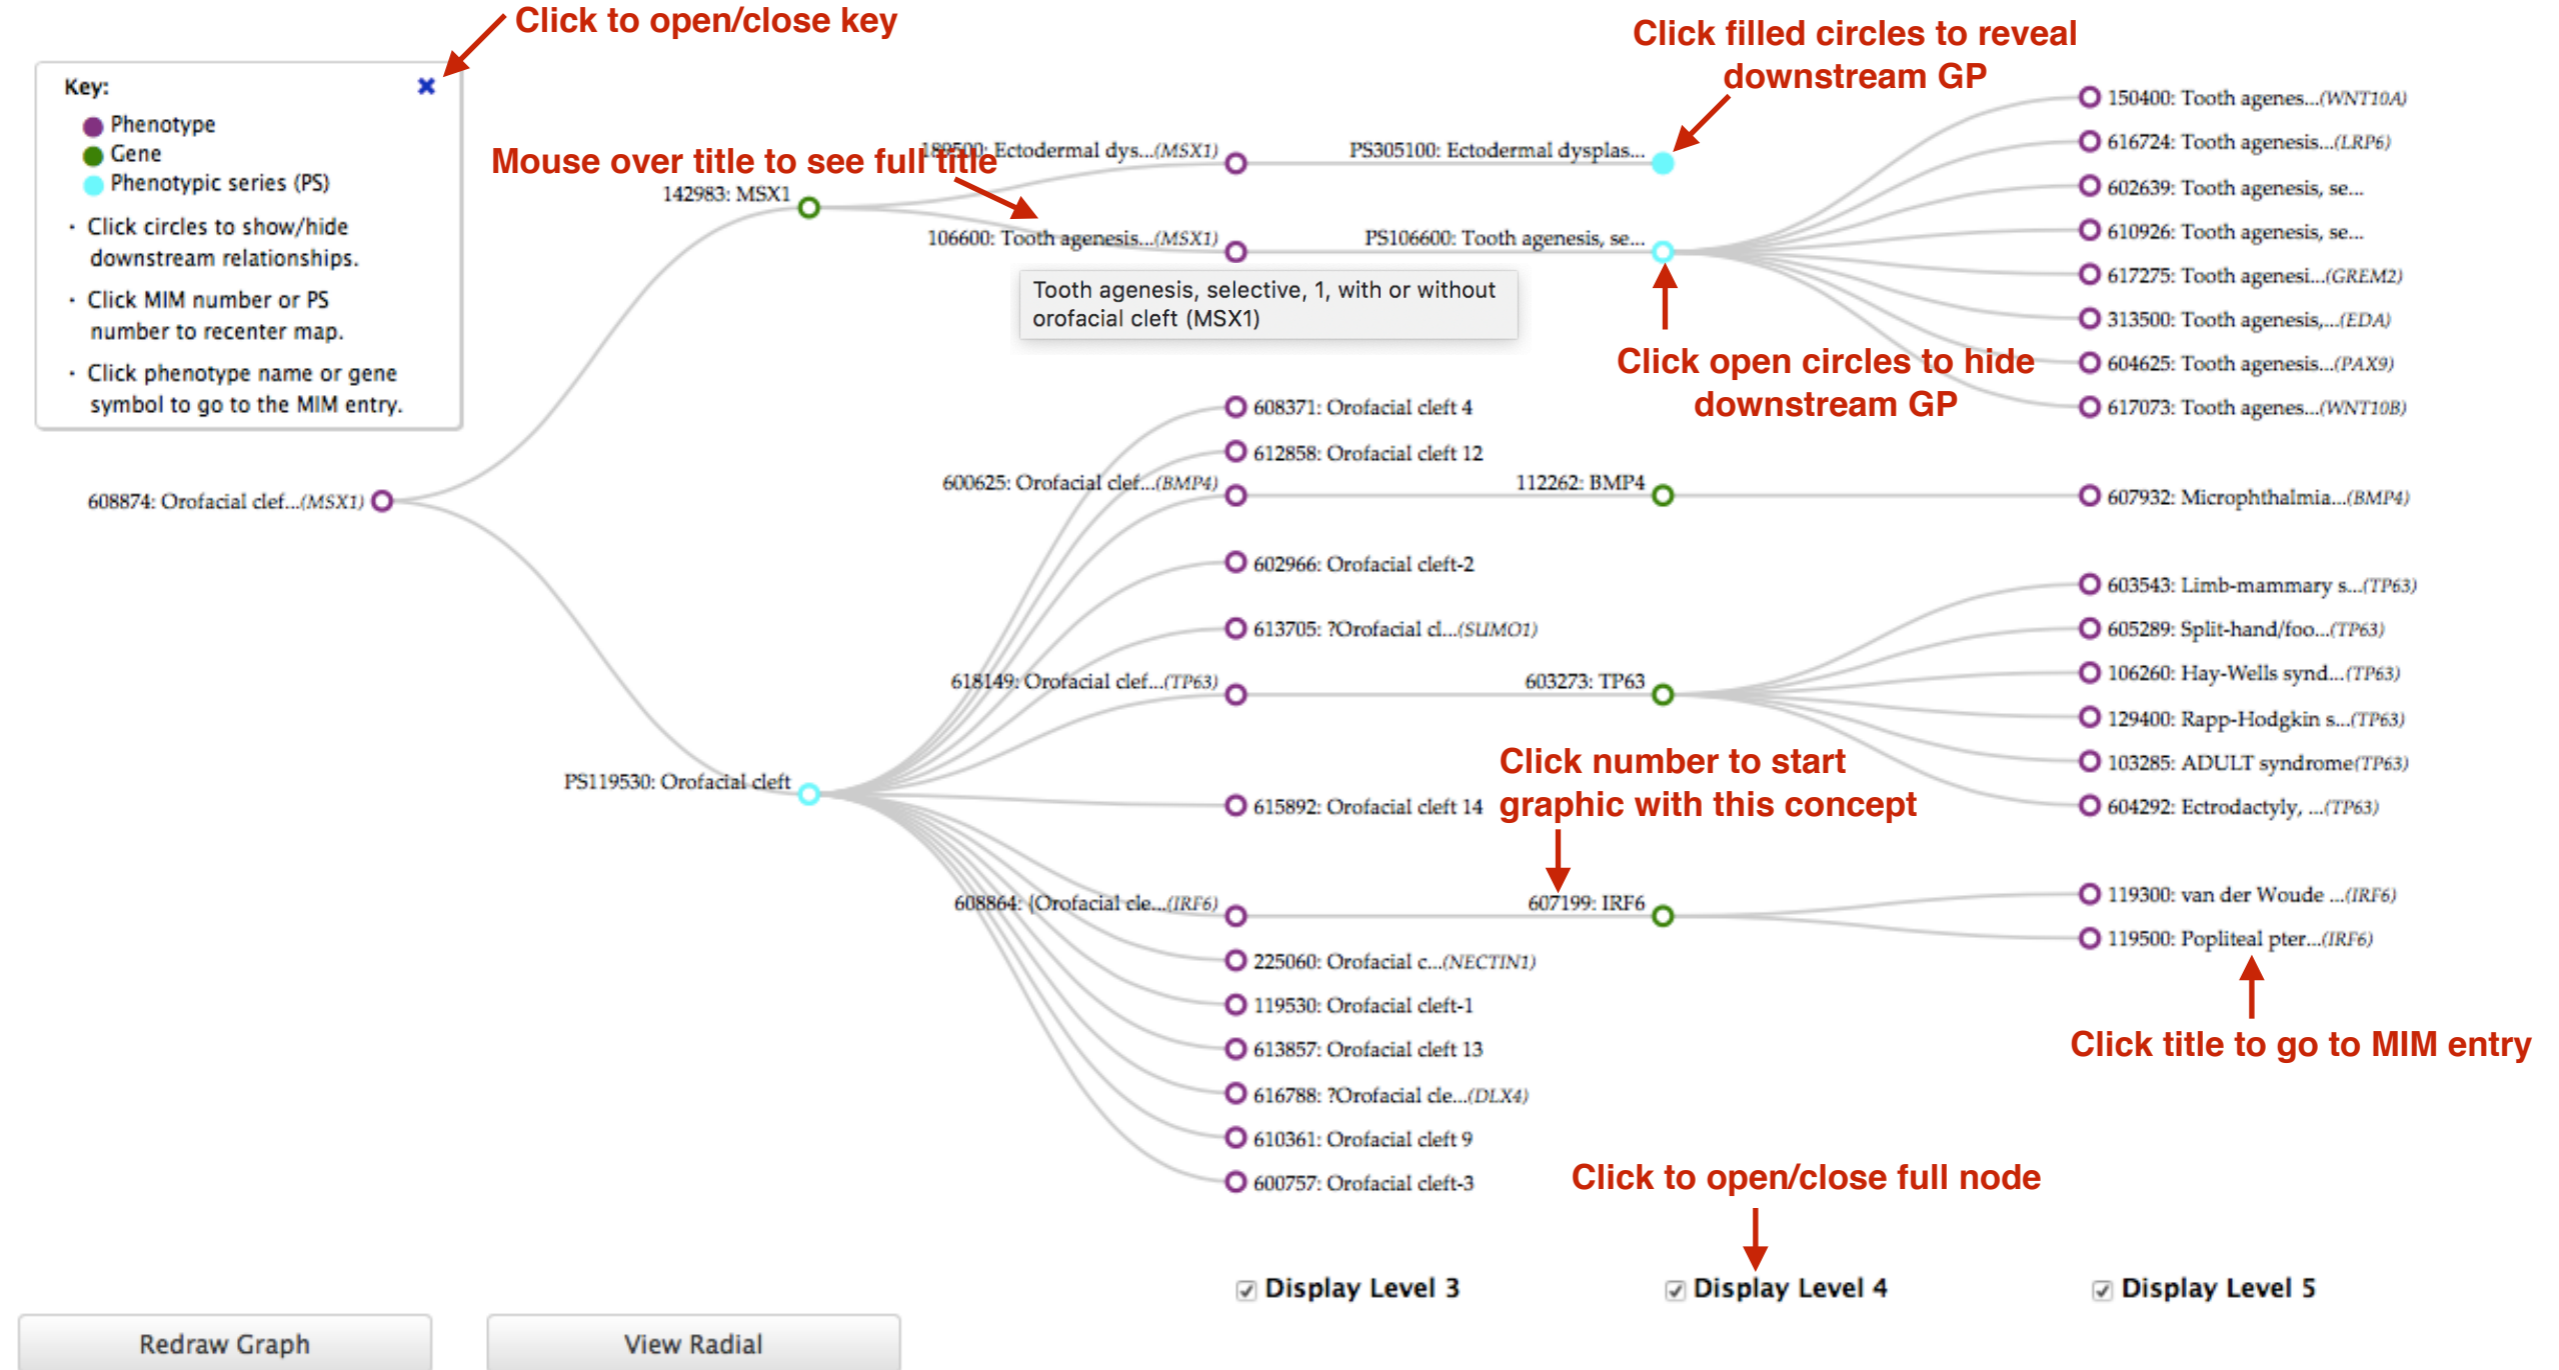 Click to open/close key
Click filled circles to reveal
downstream GP
Key:
Phenotype
Gene
Phenotypic series (PS)
· Click circles to show/hide
downstream relationships.
· Click MIM number or PS
number to recenter map.
· Click phenotype name or gene
symbol to go to the MIM entry.
Mouse over title to see full title
608874: Orofacial clef...(MSX1)
142983: MSX1
PS119530: Orofacial cleft
189500: Ectodermal dys...(MSX1)
106600: Tooth agenesis...(MSX1)
Tooth agenesis, selective, 1, with or without
orofacial cleft (MSX1)
PS305100: Ectodermal dysplas...
PS106600: Tooth agenesis, se...
Click open circles to hide
downstream GP
150400: Tooth agenes...(WNT10A)
616724: Tooth agenesis...(LRP6)
602639: Tooth agenesis, se...
610926: Tooth agenesis, se...
617275: Tooth agenesi...(GREM2)
313500: Tooth agenesis,...(EDA)
604625: Tooth agenesis...(PAX9)
617073: Tooth agenes...(WNT10B)
608371: Orofacial cleft 4
612858: Orofacial cleft 12
600625: Orofacial clef...(BMP4)
112262: BMP4
607932: Microphthalmia...(BMP4)
602966: Orofacial cleft-2
613705: ?Orofacial cl...(SUMO1)
618149: Orofacial clef...(TP63)
603273: TP63
603543: Limb-mammary s...(TP63)
605289: Split-hand/foo...(TP63)
106260: Hay-Wells synd...(TP63)
129400: Rapp-Hodgkin s...(TP63)
103285: ADULT syndrome(TP63)
604292: Ectrodactyly, ...(TP63)
Click number to start
graphic with this concept
615892: Orofacial cleft 14
608864: {Orofacial cle...(IRF6)
607199: IRF6
119300: van der Woude ...(IRF6)
119500: Popliteal pter...(IRF6)
Click title to go to MIM entry
225060: Orofacial c...(NECTIN1)
119530: Orofacial cleft-1
613857: Orofacial cleft 13
616788: ?Orofacial cle...(DLX4)
610361: Orofacial cleft 9
600757: Orofacial cleft-3
Click to open/close full node
Display Level 3
Display Level 4
Display Level 5
Redraw Graph
View Radial